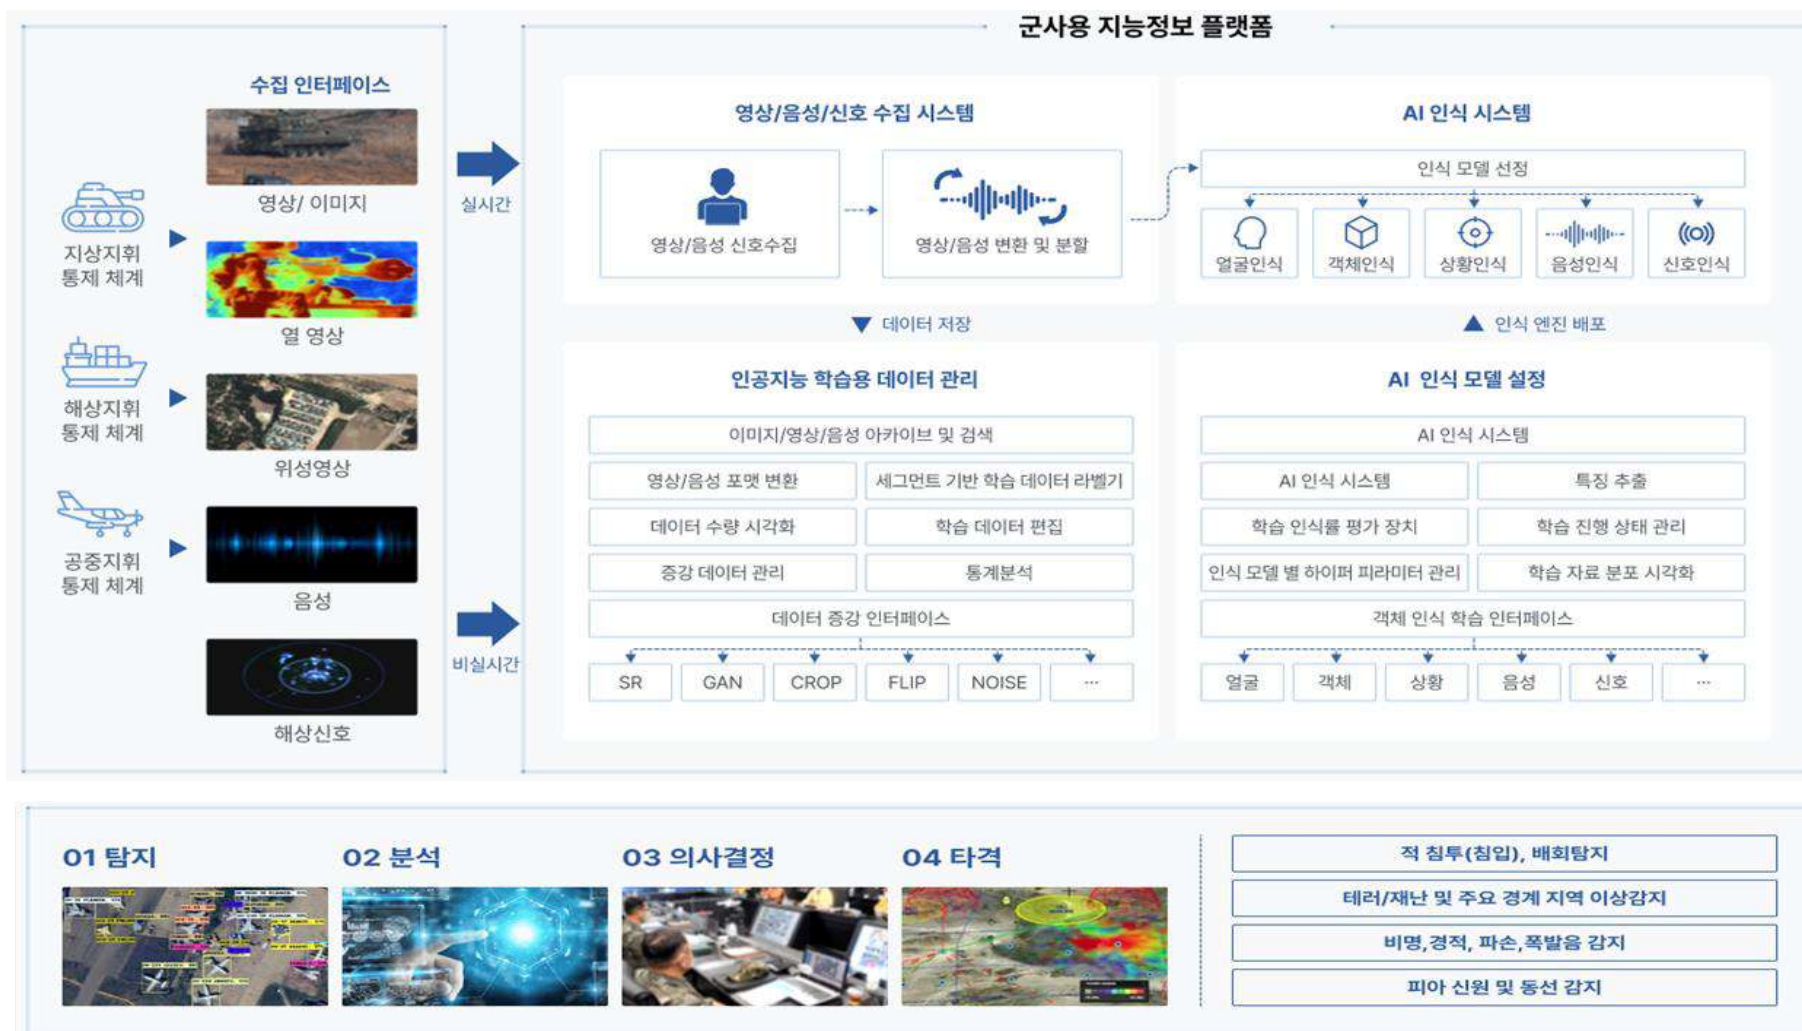 군사용 지능정보 플랫폼
수집 인터페이스
영상/ 이미지
열 영상
위성영상
음성
해상신호
지상지휘
통제 체계
해상지휘
통제 체계
공중지휘
통제 체계
실시간
비실시간
영상/음성/신호 수집 시스템
영상/음성 신호수집
영상/음성 변환 및 분할
AI 인식 시스템
인식 모델 선정
얼굴인식
객체인식
상황인식
음성인식
신호인식
데이터 저장
인식 엔진 배포
인공지능 학습용 데이터 관리
이미지/영상/음성 아카이브 및 검색
영상/음성 포맷 변환
세그먼트 기반 학습 데이터 라벨기
데이터 수량 시각화
학습 데이터 편집
증강 데이터 관리
통계분석
데이터 증강 인터페이스
SR
GAN
CROP
FLIP
NOISE
...
AI 인식 모델 설정
AI 인식 시스템
AI 인식 시스템
특징 추출
학습 인식률 평가 장치
학습 진행 상태 관리
인식 모델 별 하이퍼 피라미터 관리
학습 자료 분포 시각화
객체 인식 학습 인터페이스
얼굴
객체
상황
음성
신호
...
01 탐지
02 분석
03 의사결정
04 타격
적 침투(침입), 배회탐지
테러/재난 및 주요 경계 지역 이상감지
비명,경적, 파손,폭발음 감지
피아 신원 및 동선 감지